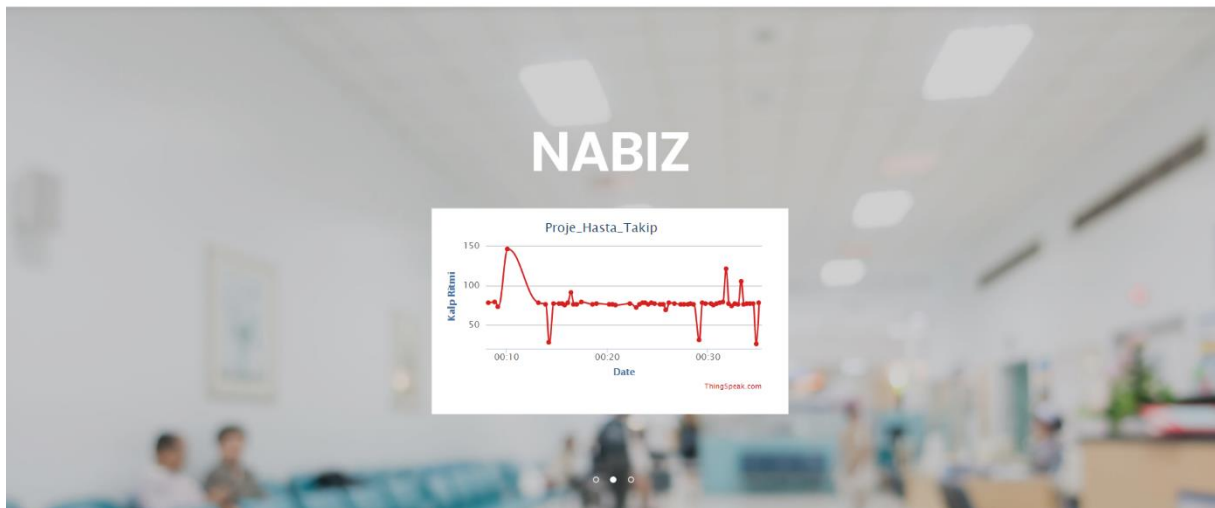 NABIZ
Proje_Hasta_Takip
150
100
50
Kalp Ritmi
00:10 00:20 00:30
Date
ThingSpeak.com